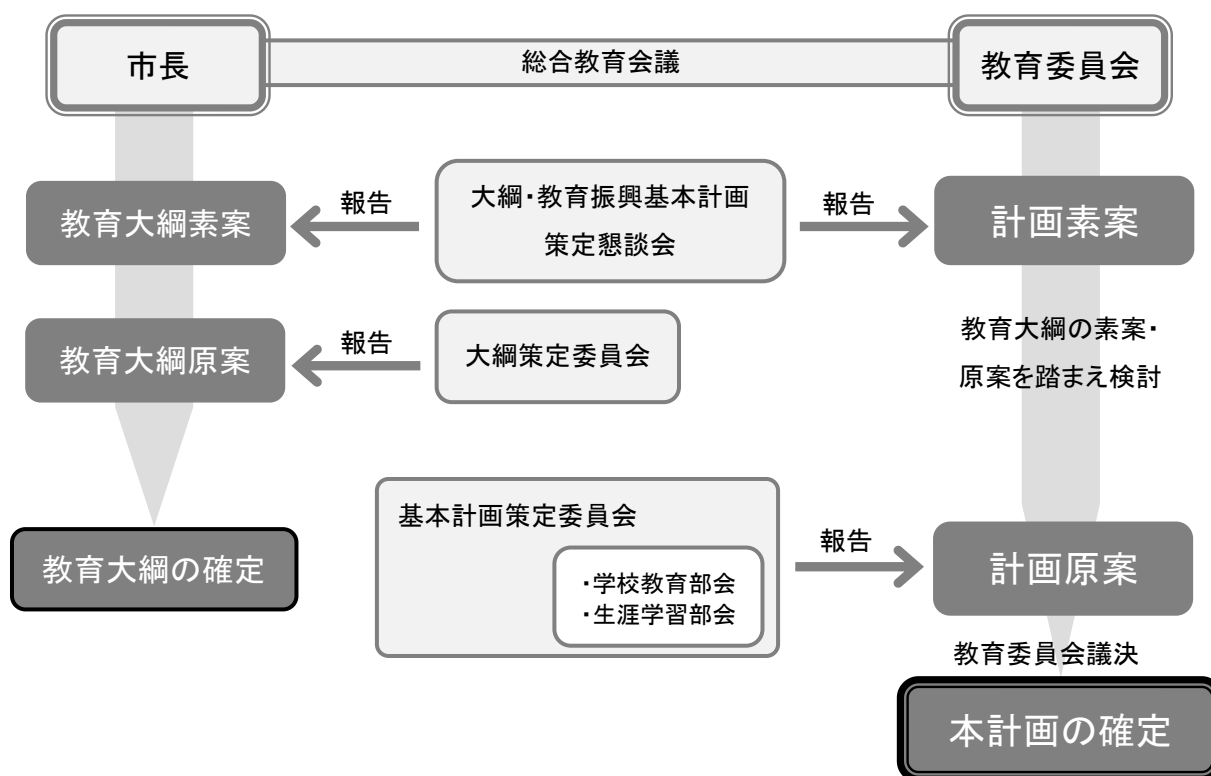 市長
総合教育会議
教育委員会
教育大綱素案
報告
大綱・教育振興基本計画
策定懇談会
報告
計画素案
教育大綱原案
報告
大綱策定委員会
教育大綱の素案・
原案を踏まえ検討
基本計画策定委員会
・学校教育部会
・生涯学習部会
報告
教育大綱の確定
計画原案
教育委員会議決
本計画の確定